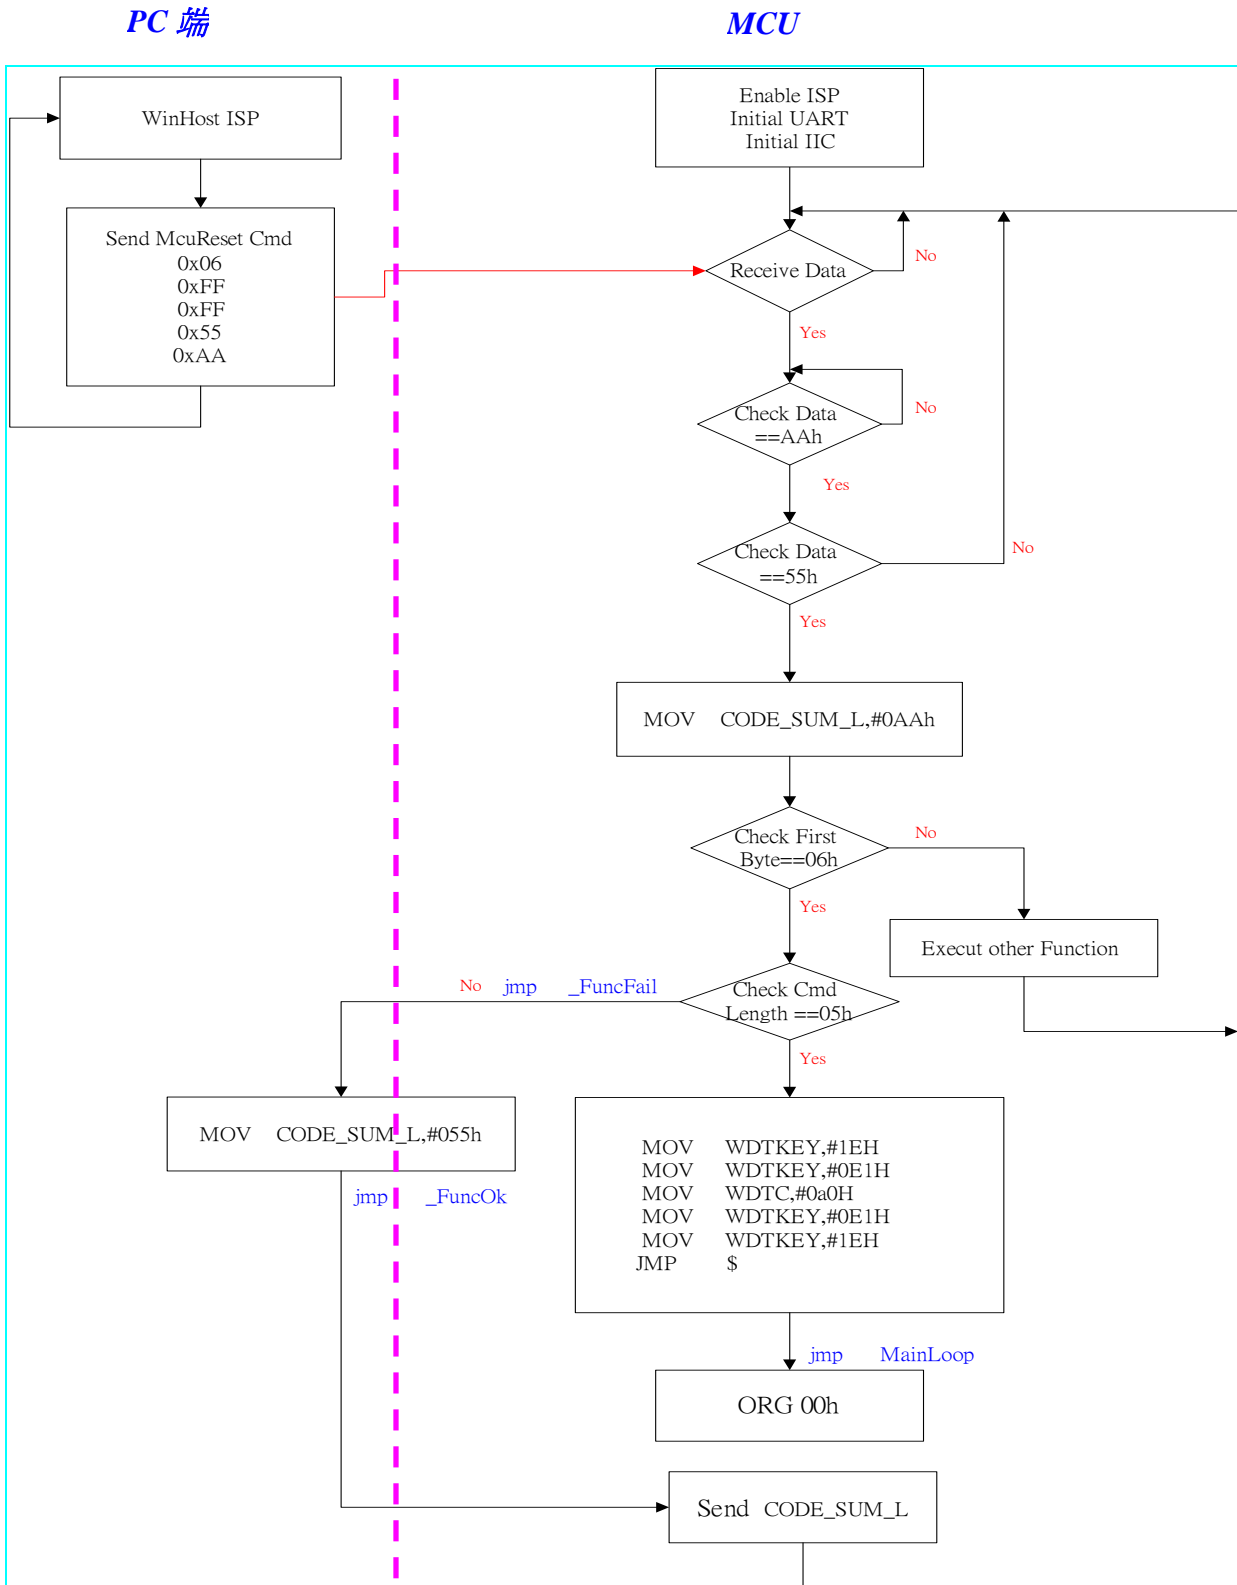 PC 端
MCU
WinHost ISP
Send McuReset Cmd
0x06
0xFF
0xFF
0x55
0xAA
Enable ISP
Initial UART
Initial IIC
Receive Data
No
Yes
Check Data
==AAh
No
Yes
Check Data
==55h
No
Yes
MOV CODE_SUM_L,#0AAh
Check First
Byte==06h
No
Yes
Execut other Function
Check Cmd
Length ==05h
No jmp _FuncFail
Yes
MOV CODE_SUM_L,#055h
jmp _FuncOk
MOV WDTKEY,#1EH
MOV WDTKEY,#0E1H
MOV WDTC,#0a0H
MOV WDTKEY,#0E1H
MOV WDTKEY,#1EH
JMP $
jmp MainLoop
ORG 00h
Send CODE_SUM_L